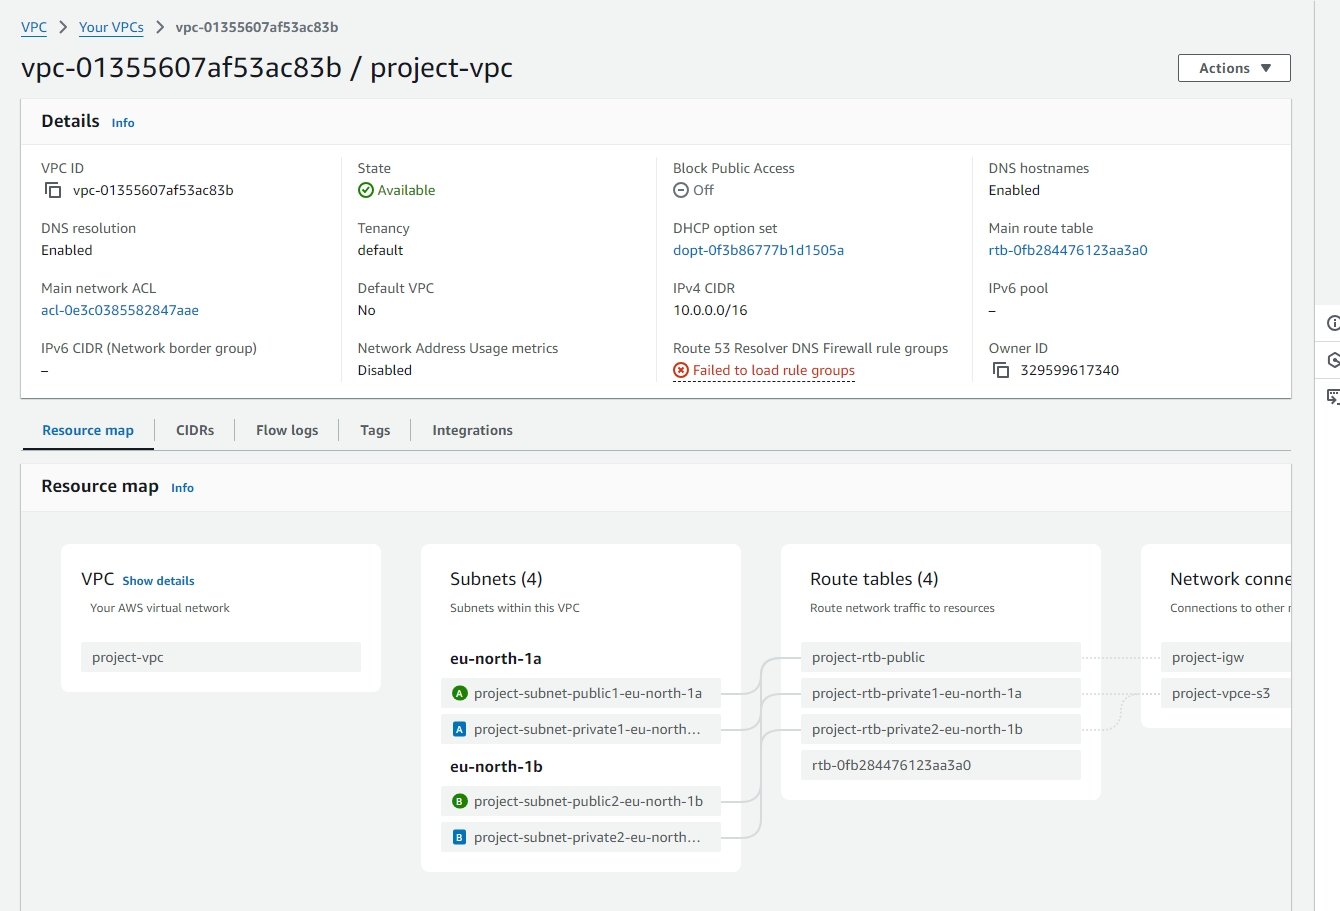 VPC > Your VPCs > vpc-01355607af53ac83b
vpc-01355607af53ac83b / project-vpc
Actions
Details Info
VPC ID
vpc-01355607af53ac83b
State
Available
Block Public Access
Off
DNS hostnames
Enabled
DNS resolution
Enabled
Tenancy
default
DHCP option set
dopt-0f3b86777b1d1505a
Main route table
rtb-0fb284476123aa3a0
Main network ACL
acl-0e3c0385582847aae
Default VPC
No
IPv4 CIDR
10.0.0.0/16
IPv6 pool
–
IPv6 CIDR (Network border group)
–
Network Address Usage metrics
Disabled
Route 53 Resolver DNS Firewall rule groups
Failed to load rule groups
Owner ID
329599617340
Resource map
CIDRs
Flow logs
Tags
Integrations
Resource map Info
VPC Show details
Your AWS virtual network
project-vpc
Subnets (4)
Subnets within this VPC
eu-north-1a
A project-subnet-public1-eu-north-1a
A project-subnet-private1-eu-north…
eu-north-1b
B project-subnet-public2-eu-north-1b
B project-subnet-private2-eu-north…
Route tables (4)
Route network traffic to resources
project-rtb-public
project-rtb-private1-eu-north-1a
project-rtb-private2-eu-north-1b
rtb-0fb284476123aa3a0
Network conne
Connections to other
project-igw
project-vpce-s3